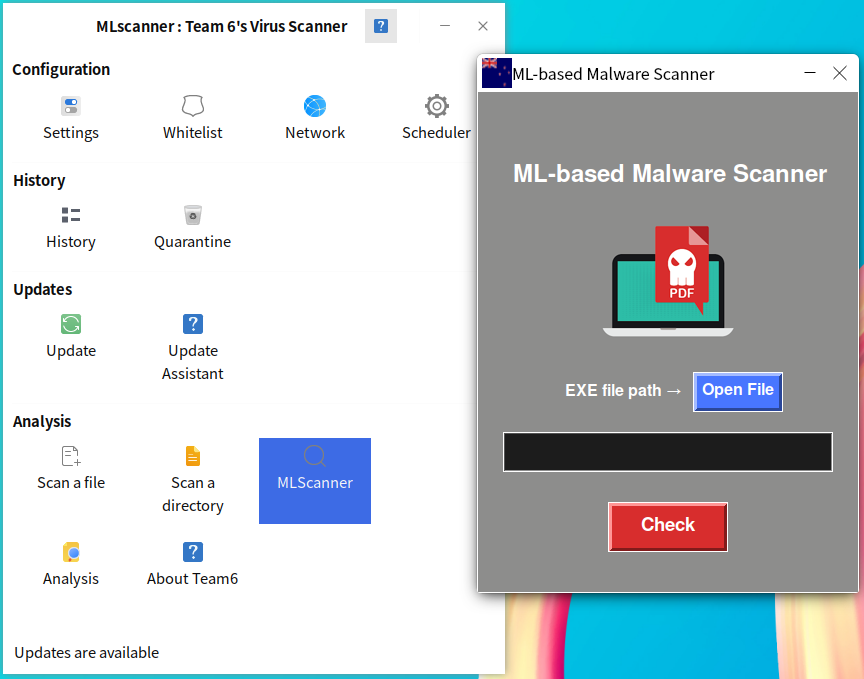 MLscanner : Team 6's Virus Scanner
?
Configuration
Settings
Whitelist
Network
Scheduler
History
History
Quarantine
Updates
Update
?
Update
Assistant
Analysis
Scan a file
Scan a
directory
MLScanner
Analysis
?
About Team6
Updates are available
ML-based Malware Scanner
ML-based Malware Scanner
PDF
EXE file path →
Open File
Check